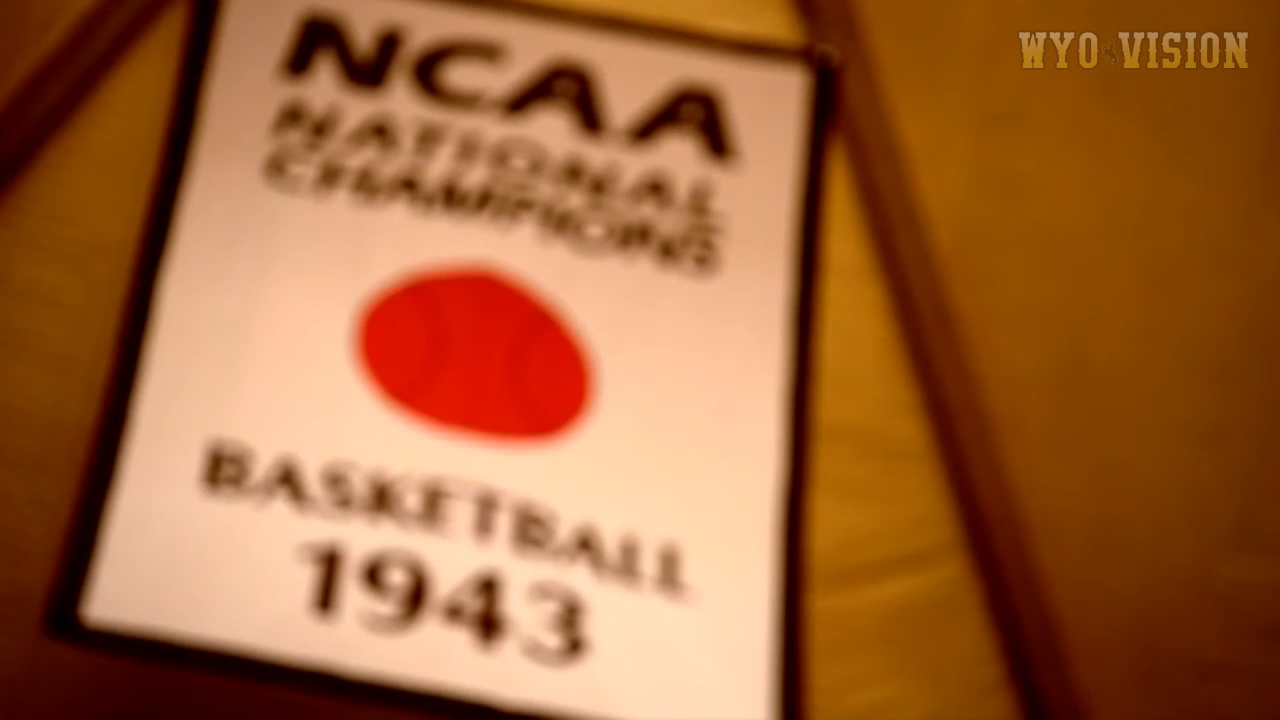 WYO VISION
NCAA
NATIONAL
CHAMPIONS
BASKETBALL
1943